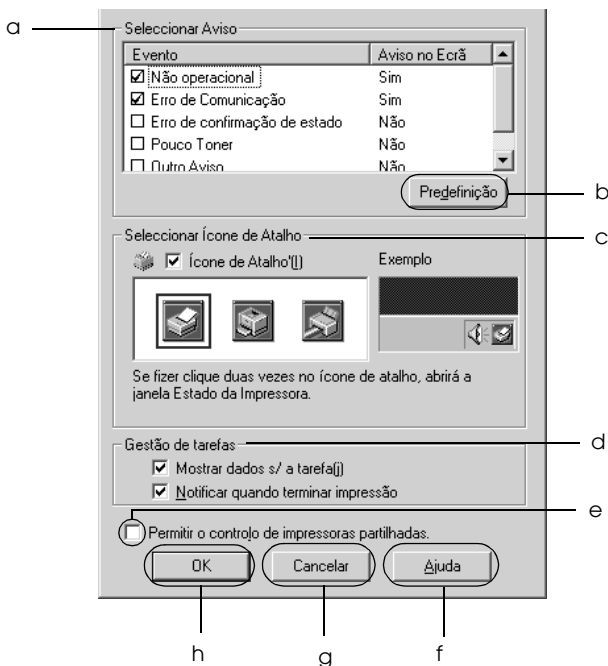 a
Seleccionar Aviso
Evento Aviso no Ecrã
Não operacional Sim
Erro de Comunicação Sim
Erro de confirmação de estado Não
Pouco Toner Não
Outro Aviso Não
Predefinição
b
Seleccionar Ícone de Atalho
c
Ícone de Atalho'(I)
Exemplo
Se fizer clique duas vezes no ícone de atalho, abrirá a
janela Estado da Impressora.
Gestão de tarefas
d
Mostrar dados s/ a tarefa(j)
Notificar quando terminar impressão
e
Permitir o controlo de impressoras partilhadas.
OK Cancelar Ajuda
h g f